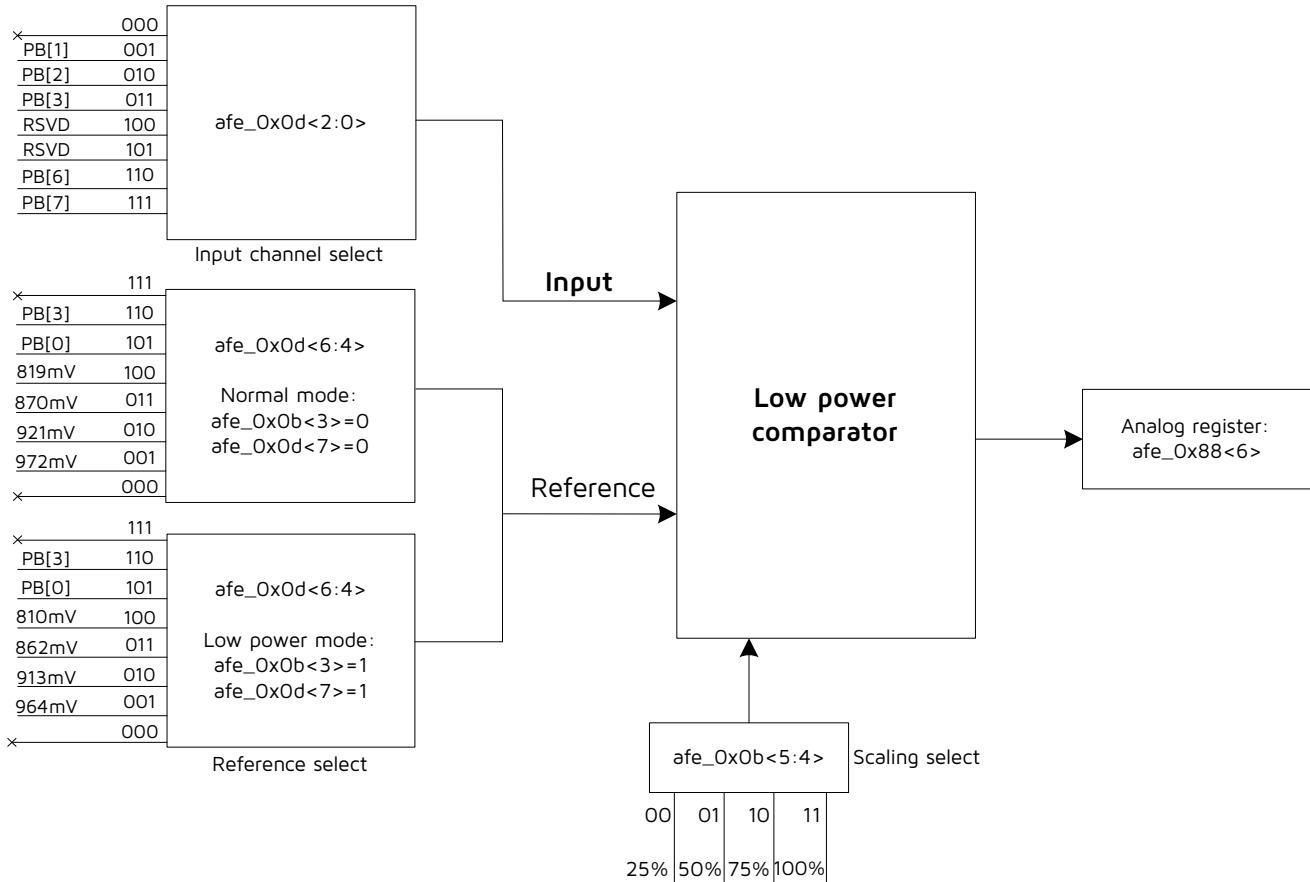 000
PB[1] 001
PB[2] 010
PB[3] 011
RSVD 100
RSVD 101
PB[6] 110
PB[7] 111
afe_0x0d<2:0>
Input channel select
111
PB[3] 110
PB[0] 101
819mV 100
870mV 011
921mV 010
972mV 001
000
afe_0x0d<6:4>
Normal mode:
afe_0x0b<3>=0
afe_0x0d<7>=0
111
PB[3] 110
PB[0] 101
810mV 100
862mV 011
913mV 010
964mV 001
000
afe_0x0d<6:4>
Low power mode:
afe_0x0b<3>=1
afe_0x0d<7>=1
Reference select
Input
Reference
Low power
comparator
Analog register:
afe_0x88<6>
afe_0x0b<5:4> Scaling select
00 01 10 11
25% 50% 75% 100%